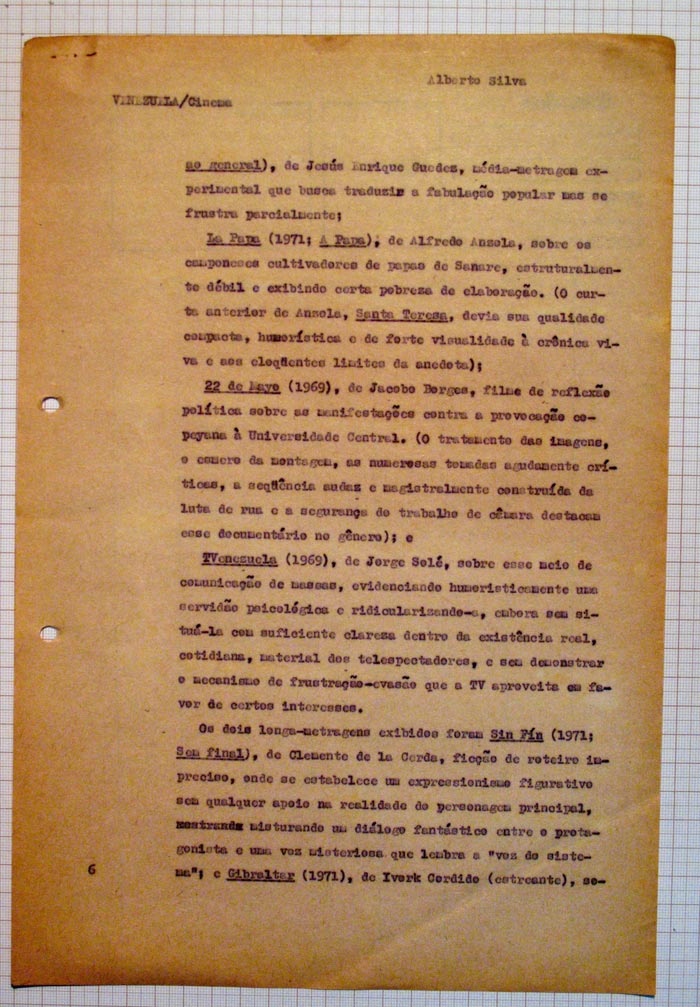 Alberto Silva
VENEZUELA/Cinema
ao general), de Jesús Enrique Guedez, média-metragem ex-
perimental que busca traduzir a fabulação popular mas se
frustra parcialmente;
La Papa (1971; A Papa), de Alfredo Anzola, sobre os
camponeses cultivadores de papas de Sanare, estruturalmen-
te débil e exibindo certa pobreza de elaboração. (O cur-
ta anterior de Anzola, Santa Teresa, devia sua qualidade
compacta, humorística e de forte visualidade à crônica vi-
va e aos eloqüentes limites da anedota);
22 de Mayo (1969), de Jacobo Borges, filme de reflexão
política sobre as manifestações contra a provocação co-
peyana à Universidade Central. (O tratamento das imagens,
o esmero da montagem, as numerosas tomadas agudamente crí-
ticas, a seqüência audaz e magistralmente construída da
luta de rua e a segurança do trabalho de câmara destacam
esse documentário no gênero); e
TVenezuela (1969), de Jorge Solé, sobre esse meio de
comunicação de massas, evidenciando humoristicamente uma
servidão psicológica e ridicularizando-a, embora sem si-
tuá-la com suficiente clareza dentro da existência real,
cotidiana, material dos telespectadores, e sem demonstrar
o mecanismo de frustração-evasão que a TV aproveita em fa-
vor de certos interesses.
Os dois longa-metragens exibidos foram Sin Fín (1971;
Sem final), de Clemente de la Cerda, ficção de roteiro im-
preciso, onde se estabelece um expressionismo figurativo
sem qualquer apoio na realidade do personagem principal,
mostrando misturando um diálogo fantástico entre o prota-
gonista e uma voz misteriosa que lembra a "voz do siste-
ma"; e Gibraltar (1971), de Ivork Cordido (estreante), so-
6